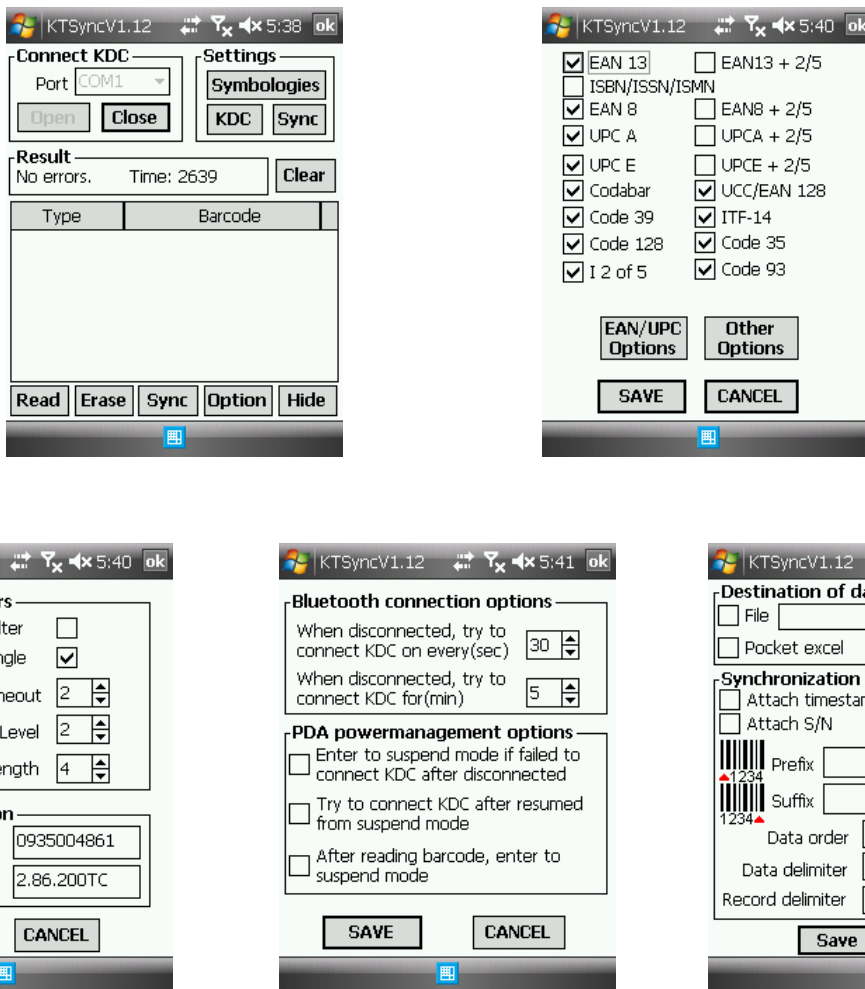 KTSyncV1.12 5:38 ok
Connect KDC
Port COM1
Open Close
Settings
Symbologies
KDC Sync
Result
No errors. Time: 2639
Clear
Type Barcode
Read Erase Sync Option Hide
KTSyncV1.12 5:40 ok
EAN 13 EAN13 + 2/5
ISBN/ISSN/ISMN
EAN 8 EAN8 + 2/5
UPC A UPCA + 2/5
UPC E UPCE + 2/5
Codabar UCC/EAN 128
Code 39 ITF-14
Code 128 Code 35
I 2 of 5 Code 93
EAN/UPC Options
Other Options
SAVE CANCEL
5:40 ok
2
Level 2
4
0935004861
2.86.200TC
CANCEL
KTSyncV1.12 5:41 ok
Bluetooth connection options
When disconnected, try to
connect KDC on every(sec) 30
When disconnected, try to
connect KDC for(min) 5
PDA powermanagement options
Enter to suspend mode if failed to
connect KDC after disconnected
Try to connect KDC after resumed
from suspend mode
After reading barcode, enter to
suspend mode
SAVE CANCEL
KTSyncV1.12
Destination of
File
Pocket excel
Synchronization
Attach
Attach S/N
1234 Prefix
1234 Suffix
Data order
Data delimiter
Record delimiter
Save